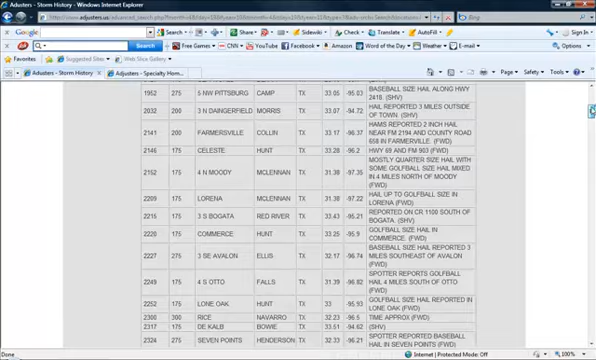 Adusters - Storm History - Windows Internet Explorer
Google Search Sidewiki Check Translate AutoFill Sign In
Search Free Games (2) CNN YouTube Facebook Amazon Word of the Day Weather E-mail Options
Favorites Suggested Sites Web Slice Gallery
Adusters - Storm History Adjusters - Specialty Hom... Page Safety Tools
1952 275 5 NW PITTSBURG CAMP TX 33.05 -95.03 BASEBALL SIZE HAIL ALONG HWY
2418. (SHV)
2032 200 3 N DAINGERFIELD MORRIS TX 33.07 -94.72 HAIL REPORTED 3 MILES OUTSIDE
OF TOWN. (SHV)
2141 200 FARMERSVILLE COLLIN TX 33.17 -96.37 HAMS REPORTED 2 INCH HAIL
NEAR FM 2194 AND COUNTY ROAD
658 IN FARMERSVILLE. (FWD)
2146 175 CELESTE HUNT TX 33.28 -96.2 HWY 69 AND FM 903 (FWD)
2152 175 4 N MOODY MCLENNAN TX 31.38 -97.35 MOSTLY QUARTER SIZE HAIL WITH
SOME GOLFBALL SIZE HAIL MIXED
IN 4 MILES NORTH OF MOODY
(FWD)
2209 175 LORENA MCLENNAN TX 31.38 -97.22 HAIL UP TO GOLFBALL SIZE IN
LORENA (FWD)
2215 175 3 S BOGATA RED RIVER TX 33.43 -95.21 REPORTED ON CR 1100 SOUTH OF
BOGATA. (SHV)
2220 175 COMMERCE HUNT TX 33.25 -95.9 GOLFBALL SIZE HAIL IN
COMMERCE. (FWD)
2227 275 3 SE AVALON ELLIS TX 32.17 -96.74 BASEBALL SIZE HAIL REPORTED 3
MILES SOUTHEAST OF AVALON
(FWD)
2249 175 4 S OTTO FALLS TX 31.39 -96.82 SPOTTER REPORTS GOLFBALL
HAIL 4 MILES SOUTH OF OTTO
(FWD)
2252 175 LONE OAK HUNT TX 33 -95.93 GOLFBALL SIZE HAIL REPORTED IN
LONE OAK (FWD)
2300 300 RICE NAVARRO TX 32.23 -96.5 TIME APPROX (FWD)
2317 175 DE KALB BOWIE TX 33.51 -94.62 (SHV)
2324 275 SEVEN POINTS HENDERSON TX 32.33 -96.21 SPOTTER REPORTED BASEBALL
HAIL IN SEVEN POINTS (FWD)
Done Internet | Protected Mode: Off 100%